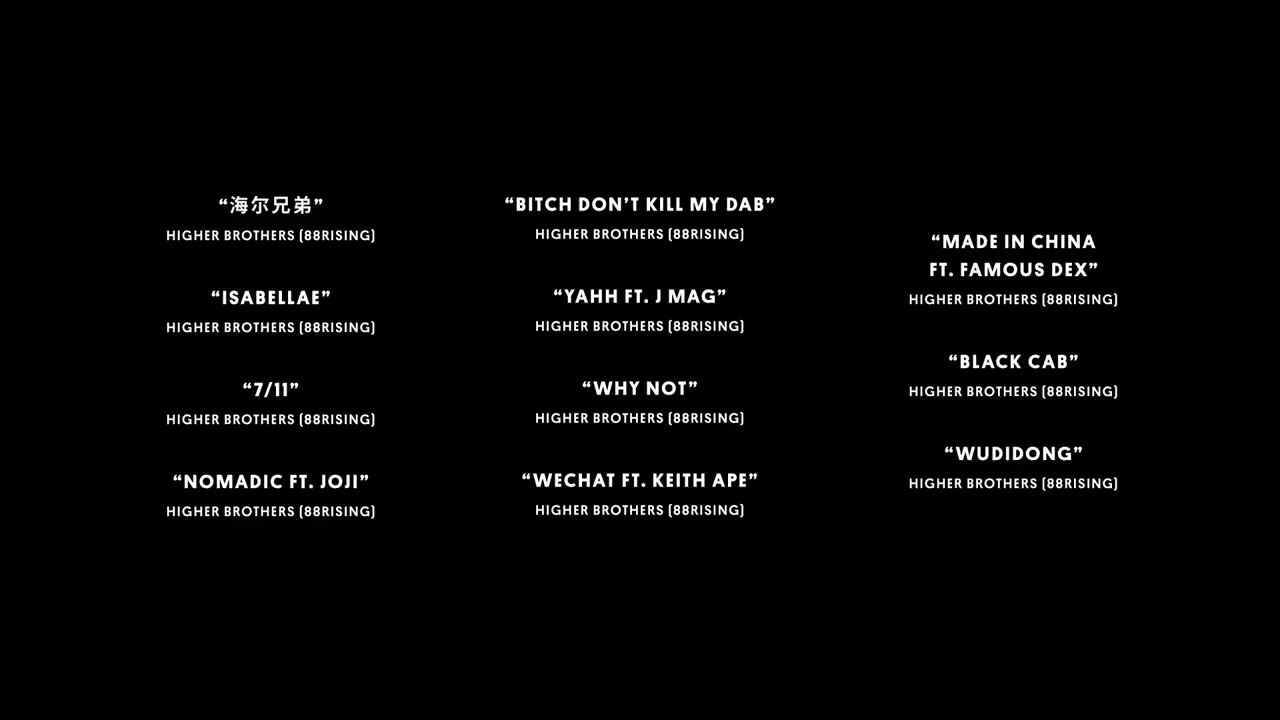 “海尔兄弟”
HIGHER BROTHERS (88RISING)
“ISABELLAE”
HIGHER BROTHERS (88RISING)
“7/11”
HIGHER BROTHERS (88RISING)
“NOMADIC FT. JOJI”
HIGHER BROTHERS (88RISING)
“BITCH DON’T KILL MY DAB”
HIGHER BROTHERS (88RISING)
“YAHH FT. J MAG”
HIGHER BROTHERS (88RISING)
“WHY NOT”
HIGHER BROTHERS (88RISING)
“WECHAT FT. KEITH APE”
HIGHER BROTHERS (88RISING)
“MADE IN CHINA
FT. FAMOUS DEX”
HIGHER BROTHERS (88RISING)
“BLACK CAB”
HIGHER BROTHERS (88RISING)
“WUDIDONG”
HIGHER BROTHERS (88RISING)